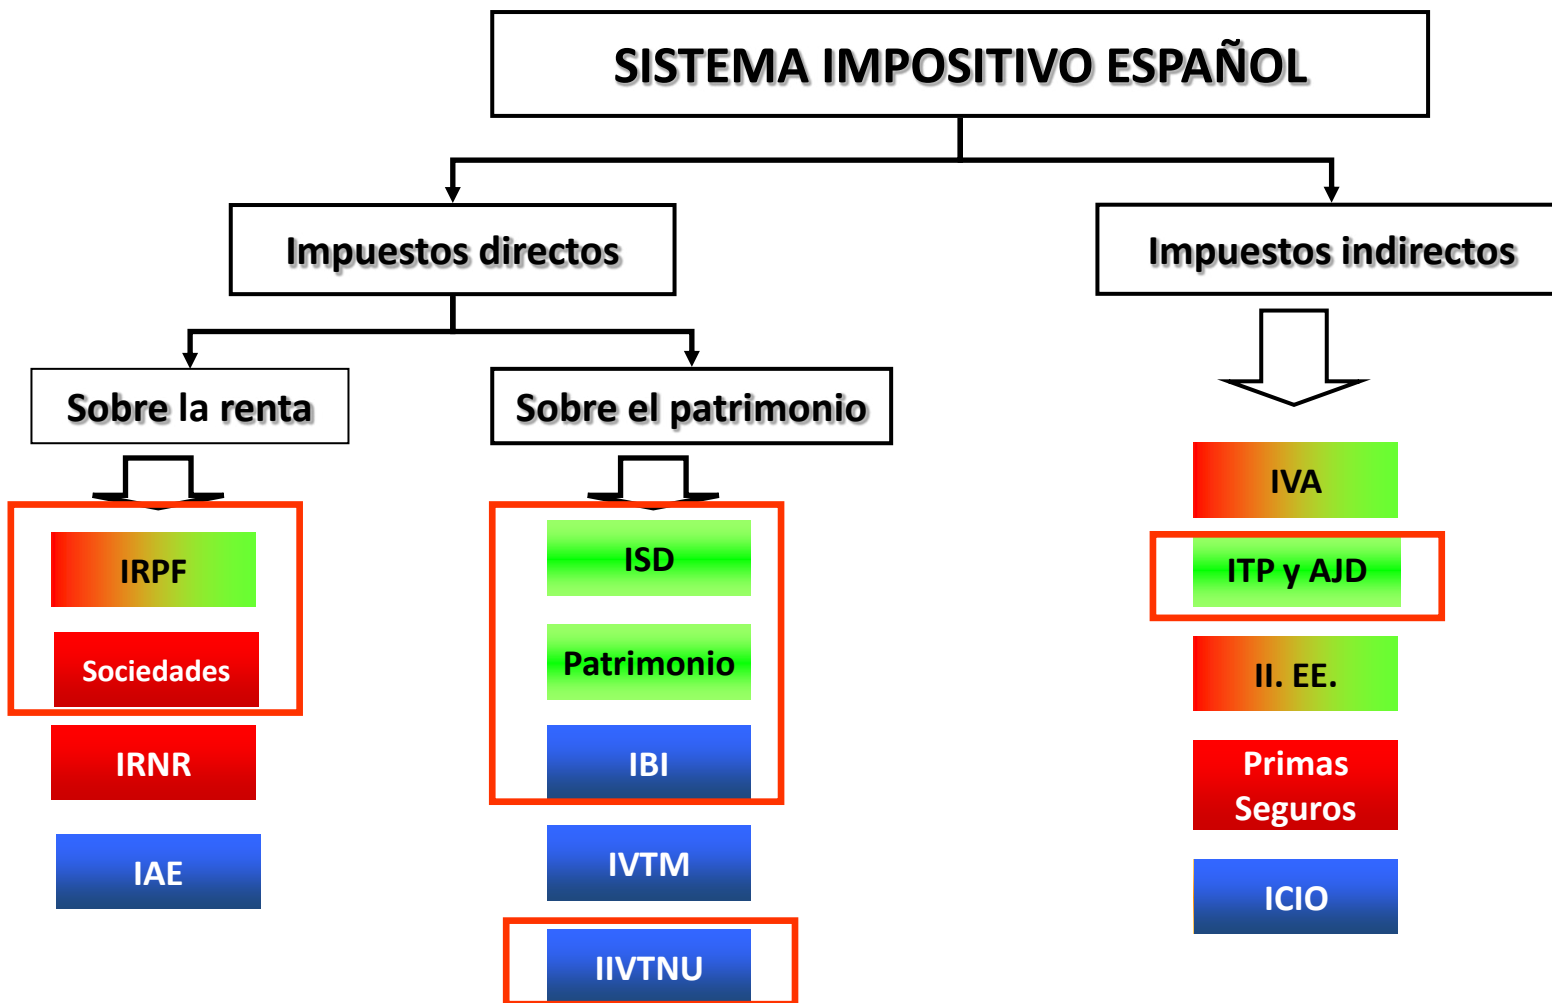 SISTEMA IMPOSITIVO ESPAÑOL
Impuestos directos
Impuestos indirectos
Sobre la renta
Sobre el patrimonio
IRPF
Sociedades
IRNR
IAE
ISD
Patrimonio
IBI
IVTM
IIVTNU
IVA
ITP y AJD
II. EE.
Primas
Seguros
ICIO